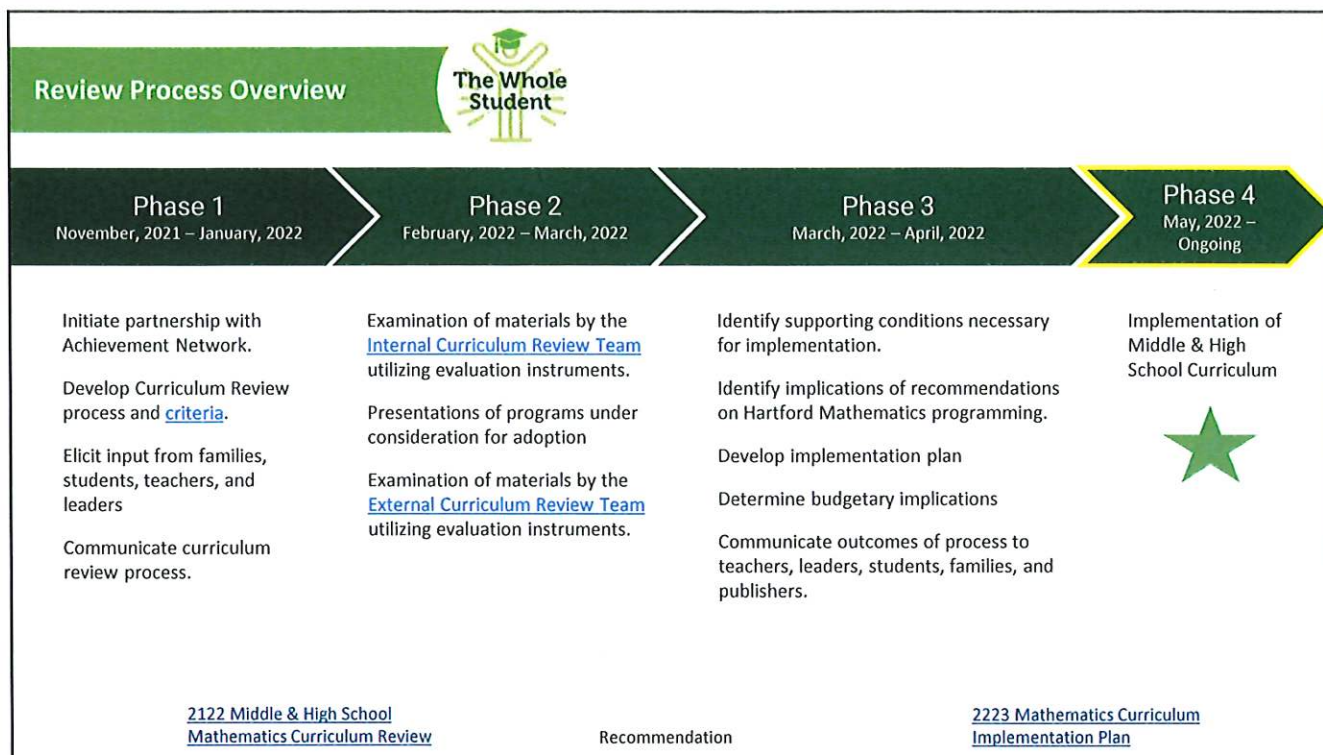 Review Process Overview
The Whole
Student
Phase 1
November, 2021 – January, 2022
Phase 2
February, 2022 – March, 2022
Phase 3
March, 2022 – April, 2022
Phase 4
May, 2022 –
Ongoing
Initiate partnership with
Achievement Network.
Develop Curriculum Review
process and criteria.
Elicit input from families,
students, teachers, and
leaders
Communicate curriculum
review process.
Examination of materials by the
Internal Curriculum Review Team
utilizing evaluation instruments.
Presentations of programs under
consideration for adoption
Examination of materials by the
External Curriculum Review Team
utilizing evaluation instruments.
Identify supporting conditions necessary
for implementation.
Identify implications of recommendations
on Hartford Mathematics programming.
Develop implementation plan
Determine budgetary implications
Communicate outcomes of process to
teachers, leaders, students, families, and
publishers.
Implementation of
Middle & High
School Curriculum
2122 Middle & High School
Mathematics Curriculum Review
Recommendation
2223 Mathematics Curriculum
Implementation Plan